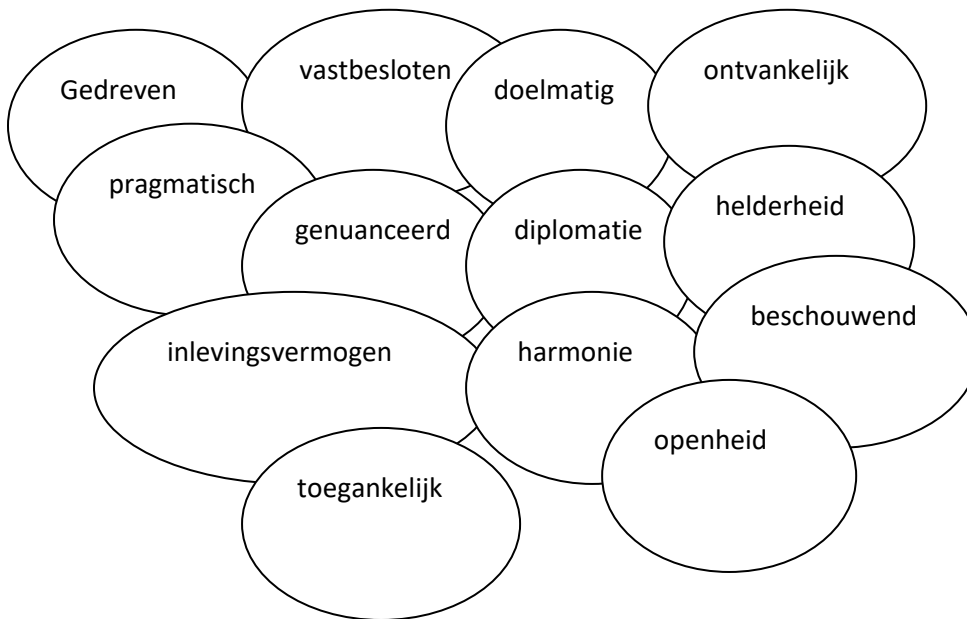 Gedreven
vastbesloten
doelmatig
ontvankelijk
pragmatisch
genuanceerd
diplomatie
helderheid
inlevingsvermogen
harmonie
beschouwend
toegankelijk
openheid